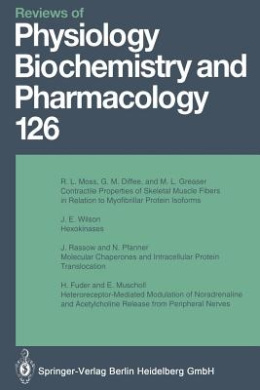 Reviews of
Physiology
Biochemistry and
Pharmacology
126
R. L. Moss, G. M. Diffee, and M. L. Greaser
Contractile Properties of Skeletal Muscle Fibers
in Relation to Myofibrillar Protein Isoforms
J. E. Wilson
Hexokinases
J. Rassow and N. Pfanner
Molecular Chaperones and Intracellular Protein
Translocation
H. Fuder and E. Muscholl
Heteroreceptor-Mediated Modulation of Noradrenaline
and Acetylcholine Release from Peripheral Nerves
Springer-Verlag Berlin Heidelberg GmbH